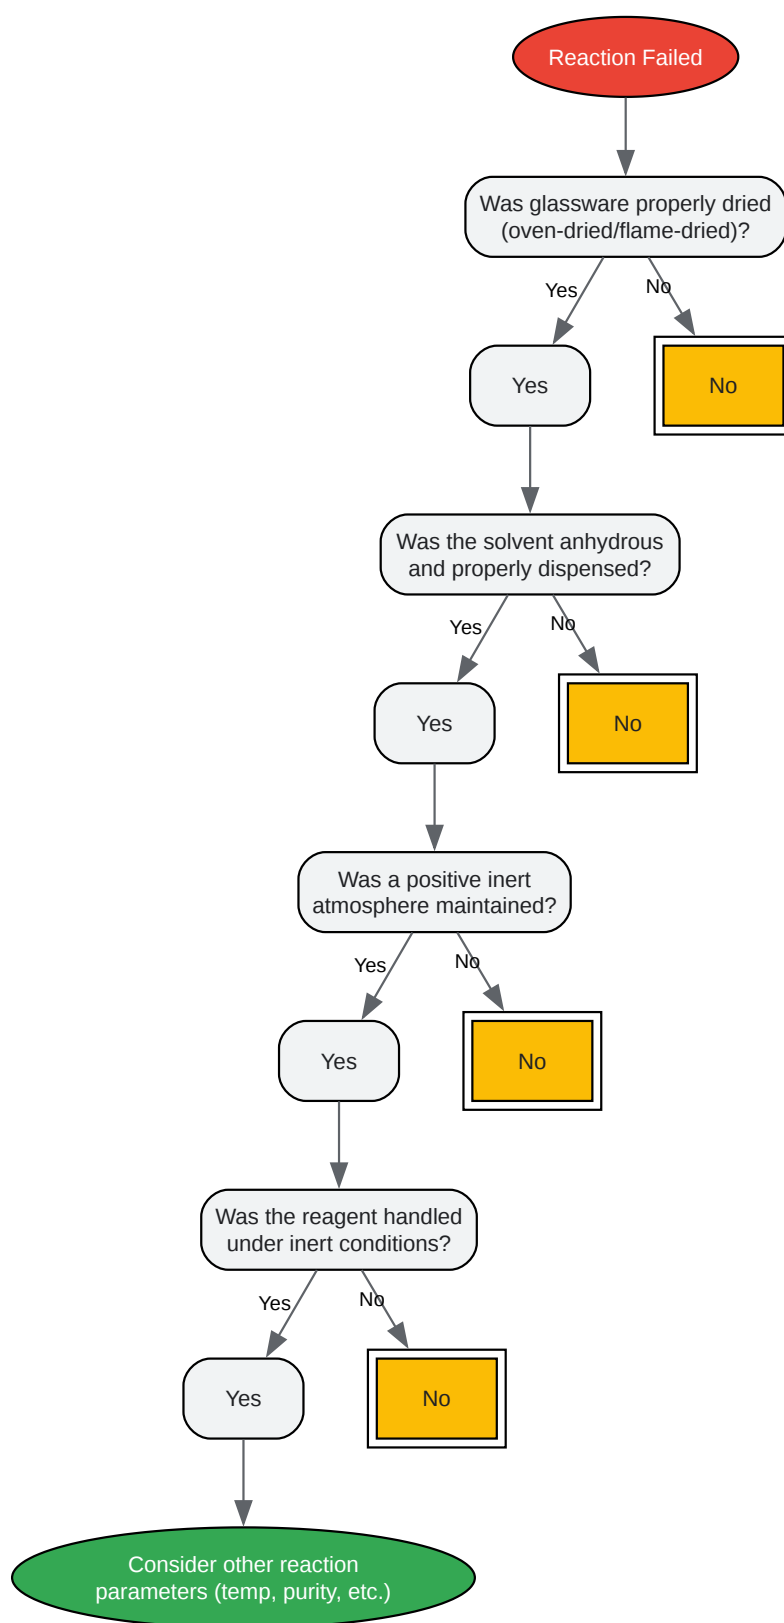 Reaction Failed
Was glassware properly dried
(oven-dried/flame-dried)?
Yes
No
Yes
No
Was the solvent anhydrous
and properly dispensed?
Yes
No
Yes
No
Was a positive inert
atmosphere maintained?
Yes
No
Yes
No
Was the reagent handled
under inert conditions?
Yes
No
Yes
No
Consider other reaction
parameters (temp, purity, etc.)